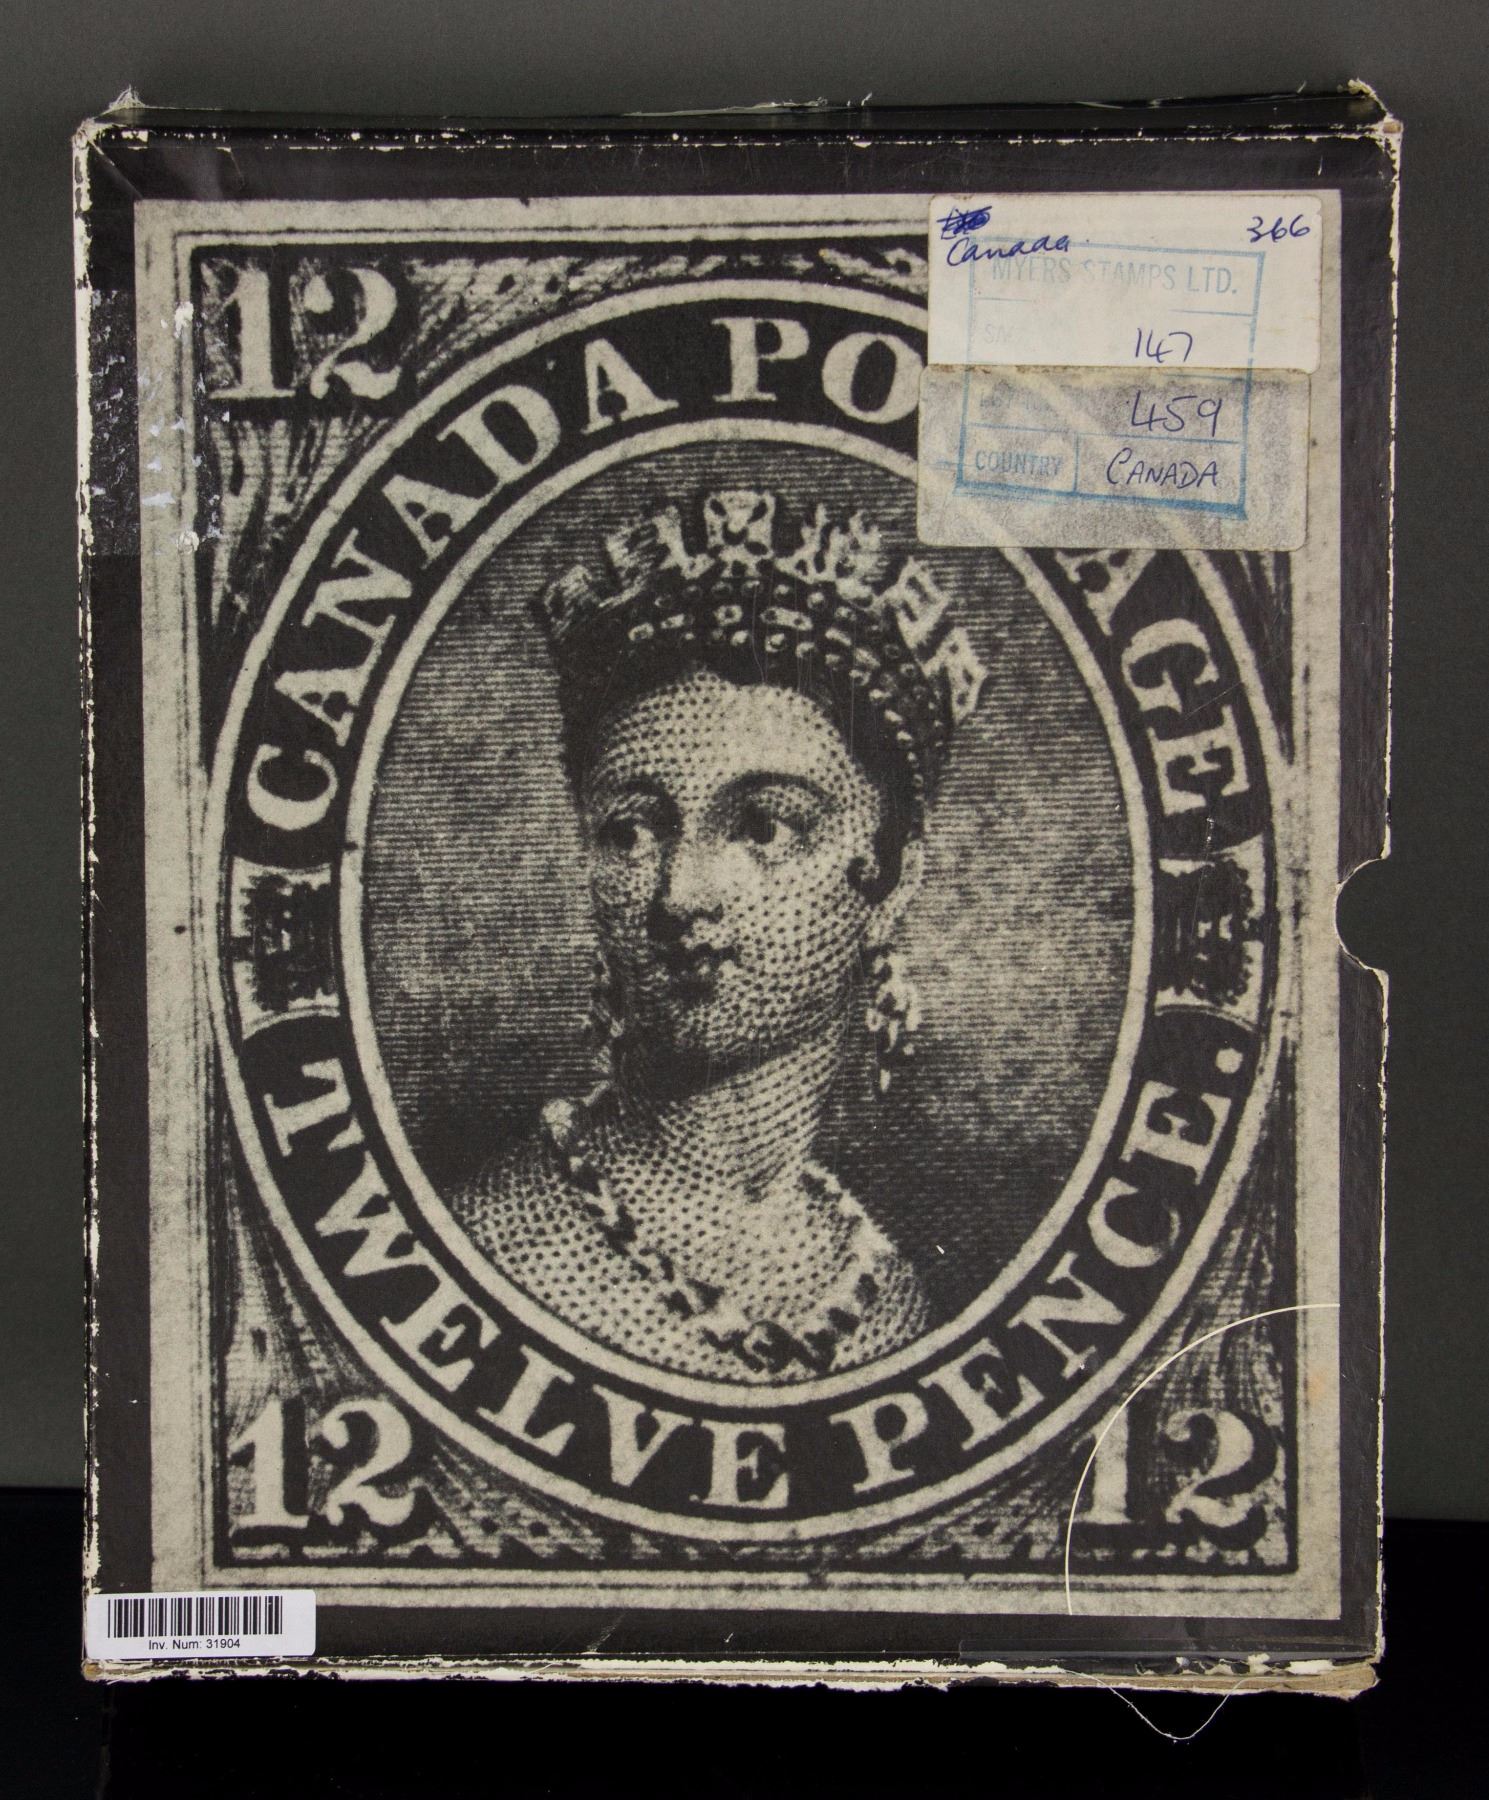 Canada 366
MYERS STAMPS LTD.
147
459
COUNTRY CANADA
12
CANADA PO AGE
TWELVE PENCE.
12 12
Inv. Num: 31904